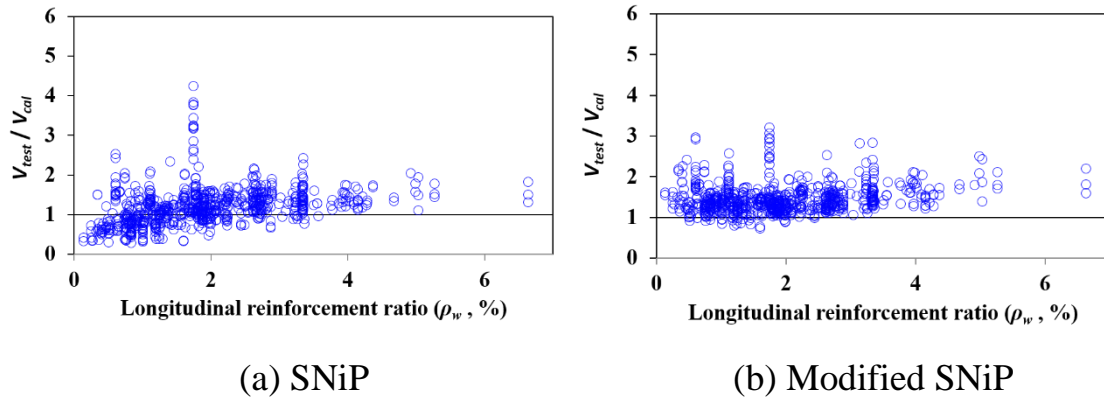 6
5
4
3
2
1
0
V_test / V_cal
0 2 4 6
Longitudinal reinforcement ratio (ρ_w , %)
(a) SNiP
6
5
4
3
2
1
0
V_test / V_cal
0 2 4 6
Longitudinal reinforcement ratio (ρ_w , %)
(b) Modified SNiP